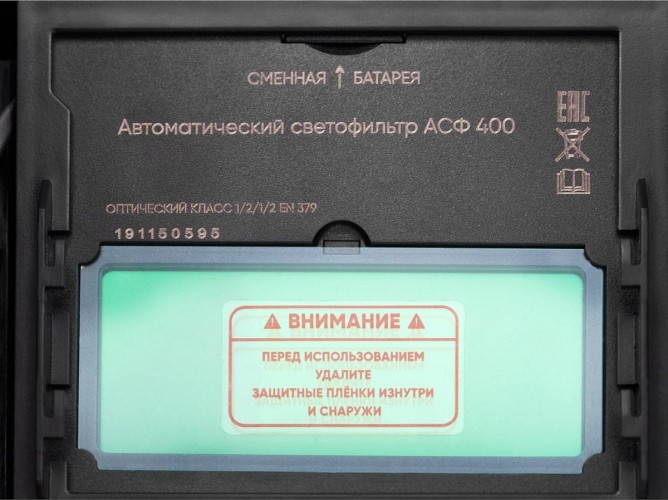 СМЕННАЯ ↑ БАТАРЕЯ
Автоматический светофильтр АСФ 400
EAC
ОПТИЧЕСКИЙ КЛАСС 1/2/1/2 EN 379
191150595
ВНИМАНИЕ
ПЕРЕД ИСПОЛЬЗОВАНИЕМ
УДАЛИТЕ
ЗАЩИТНЫЕ ПЛЁНКИ ИЗНУТРИ
И СНАРУЖИ